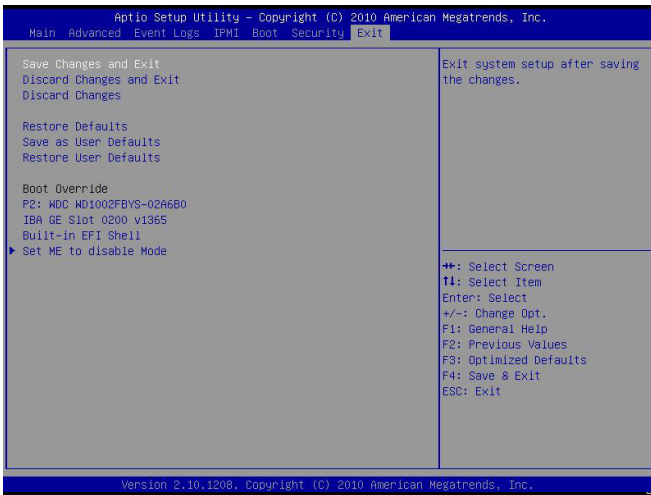 Aptio Setup Utility – Copyright (C) 2010 American Megatrends, Inc.
Main Advanced Event Logs IPMI Boot Security Exit
Save Changes and Exit
Discard Changes and Exit
Discard Changes
Restore Defaults
Save as User Defaults
Restore User Defaults
Boot Override
P2: WDC WD1002FBYS-02A6B0
IBA GE Slot 0200 v1365
Built-in EFI Shell
▶ Set ME to disable Mode
Exit system setup after saving
the changes.
→←: Select Screen
↑↓: Select Item
Enter: Select
+/-: Change Opt.
F1: General Help
F2: Previous Values
F3: Optimized Defaults
F4: Save & Exit
ESC: Exit
Version 2.10.1208. Copyright (C) 2010 American Megatrends, Inc.